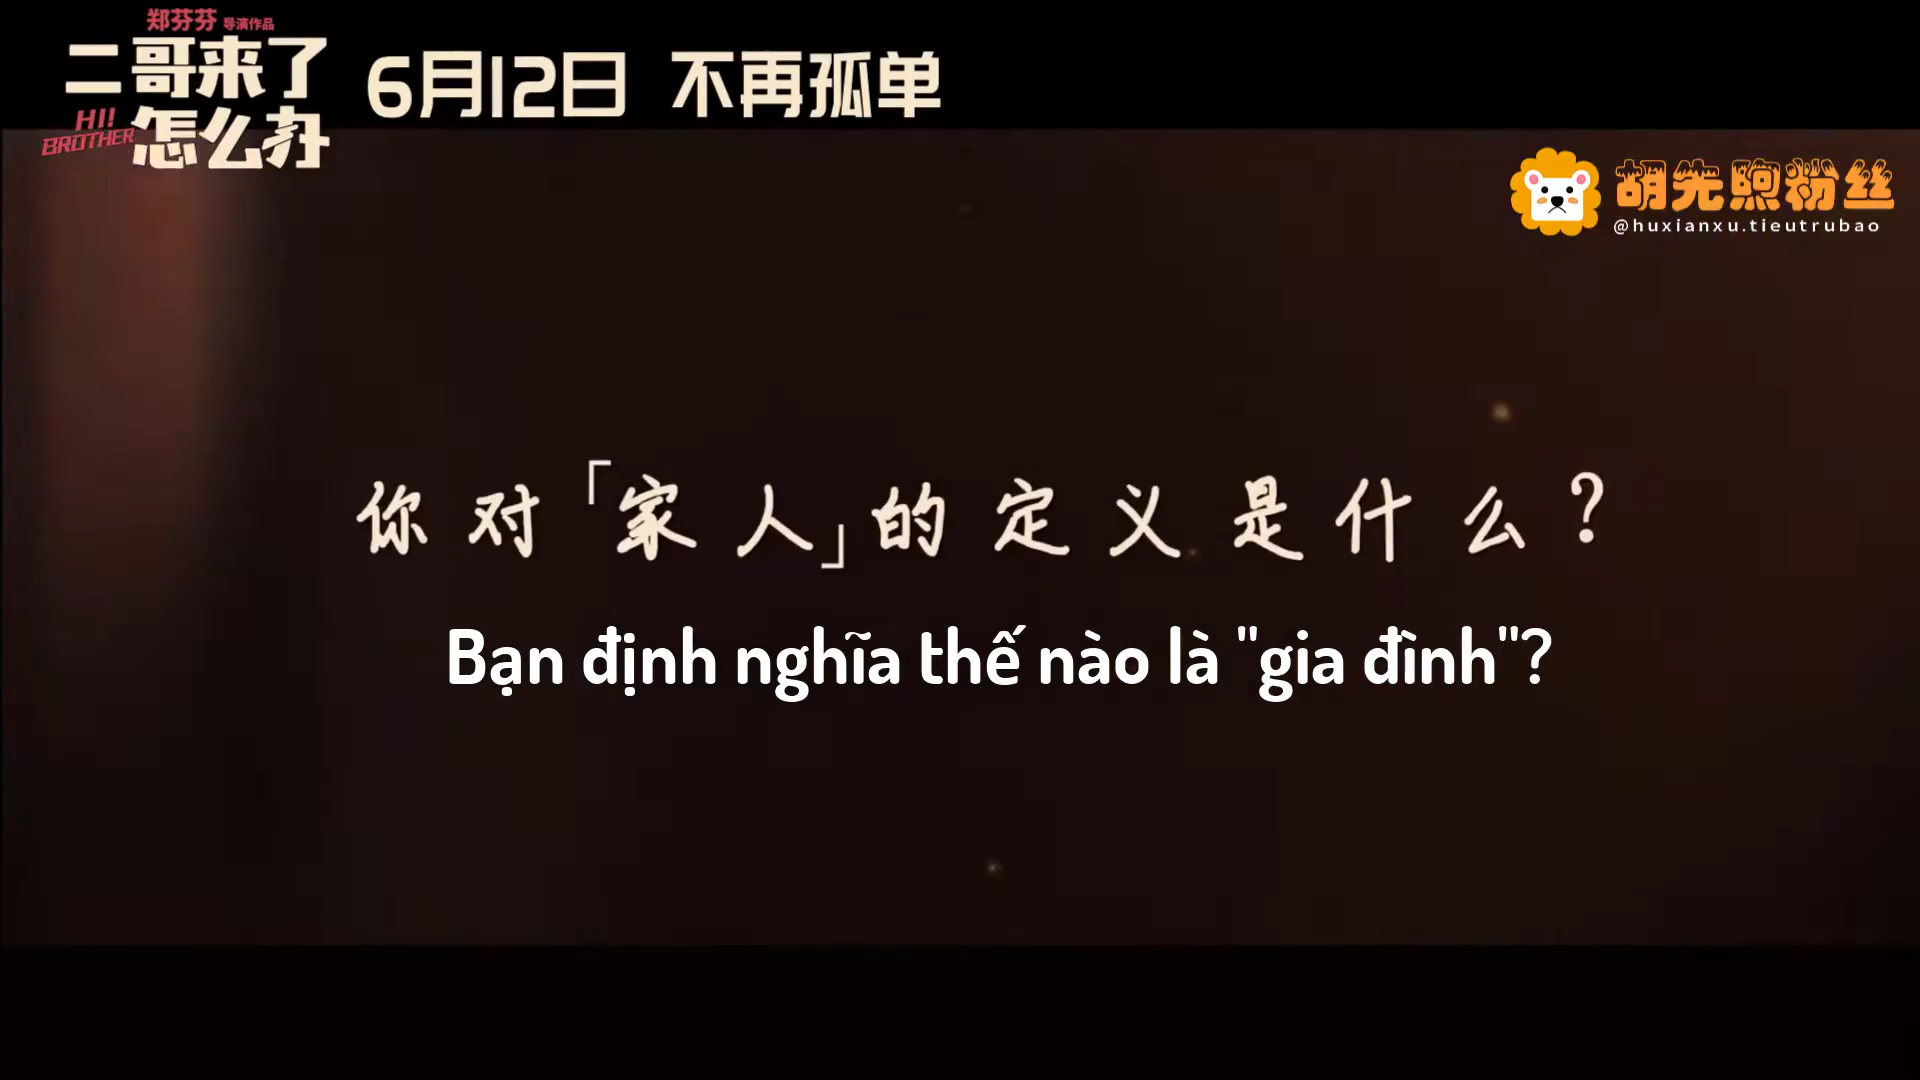 郑芬芬 导演作品
二哥来了
怎么办
HI!
BROTHER
6月12日 不再孤单
胡先煦粉丝
@huxianxu.tieutrubao
你对「家人」的定义是什么？
Bạn định nghĩa thế nào là "gia đình"?